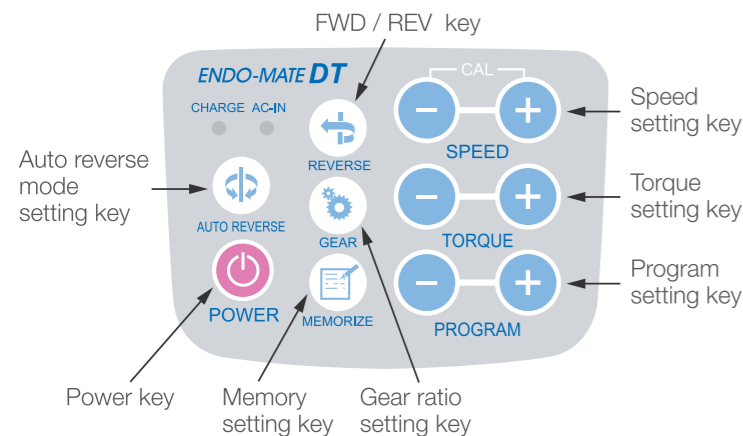 FWD / REV key
ENDO-MATE DT
CAL
CHARGE AC-IN
Speed
setting key
REVERSE
SPEED
Auto reverse
mode
setting key
Torque
setting key
AUTO REVERSE
GEAR
TORQUE
Program
setting key
POWER
MEMORIZE
PROGRAM
Power key
Memory
setting key
Gear ratio
setting key